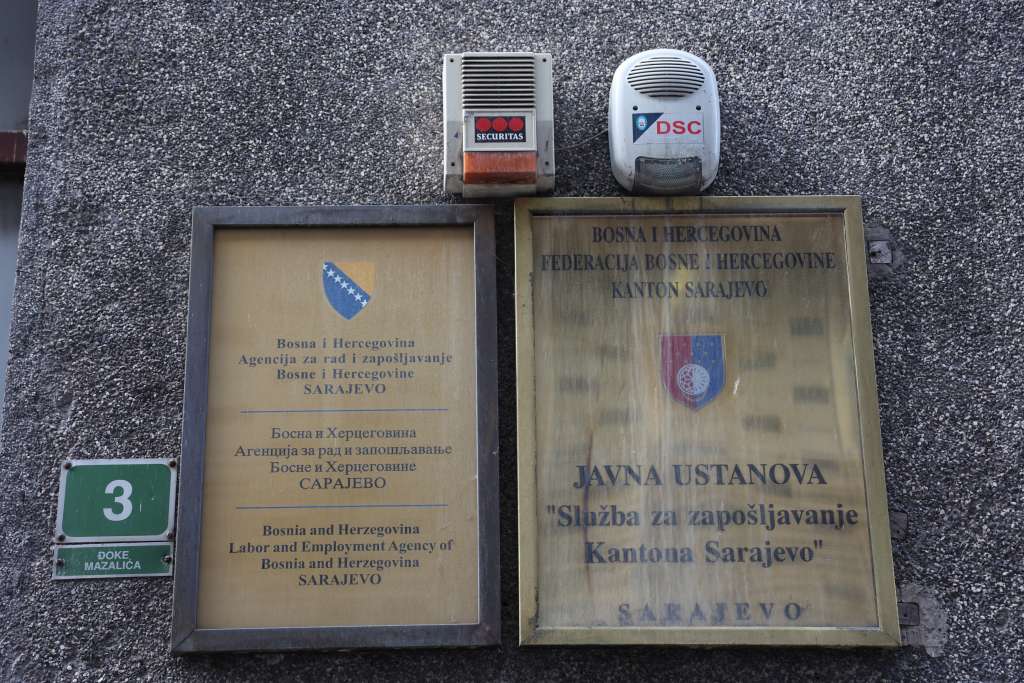 SECURITAS
DSC
Bosna i Hercegovina
Agencija za rad i zapošljavanje
Bosne i Hercegovine
SARAJEVO
Босна и Херцеговина
Агенција за рад и запошљавање
Босне и Херцеговине
САРАЈЕВО
Bosnia and Herzegovina
Labor and Employment Agency of
Bosnia and Herzegovina
SARAJEVO
BOSNA I HERCEGOVINA
FEDERACIJA BOSNE I HERCEGOVINE
KANTON SARAJEVO
JAVNA USTANOVA
"Služba za zapošljavanje
Kantona Sarajevo"
SARAJEVO
3
ĐOKE
MAZALIĆA